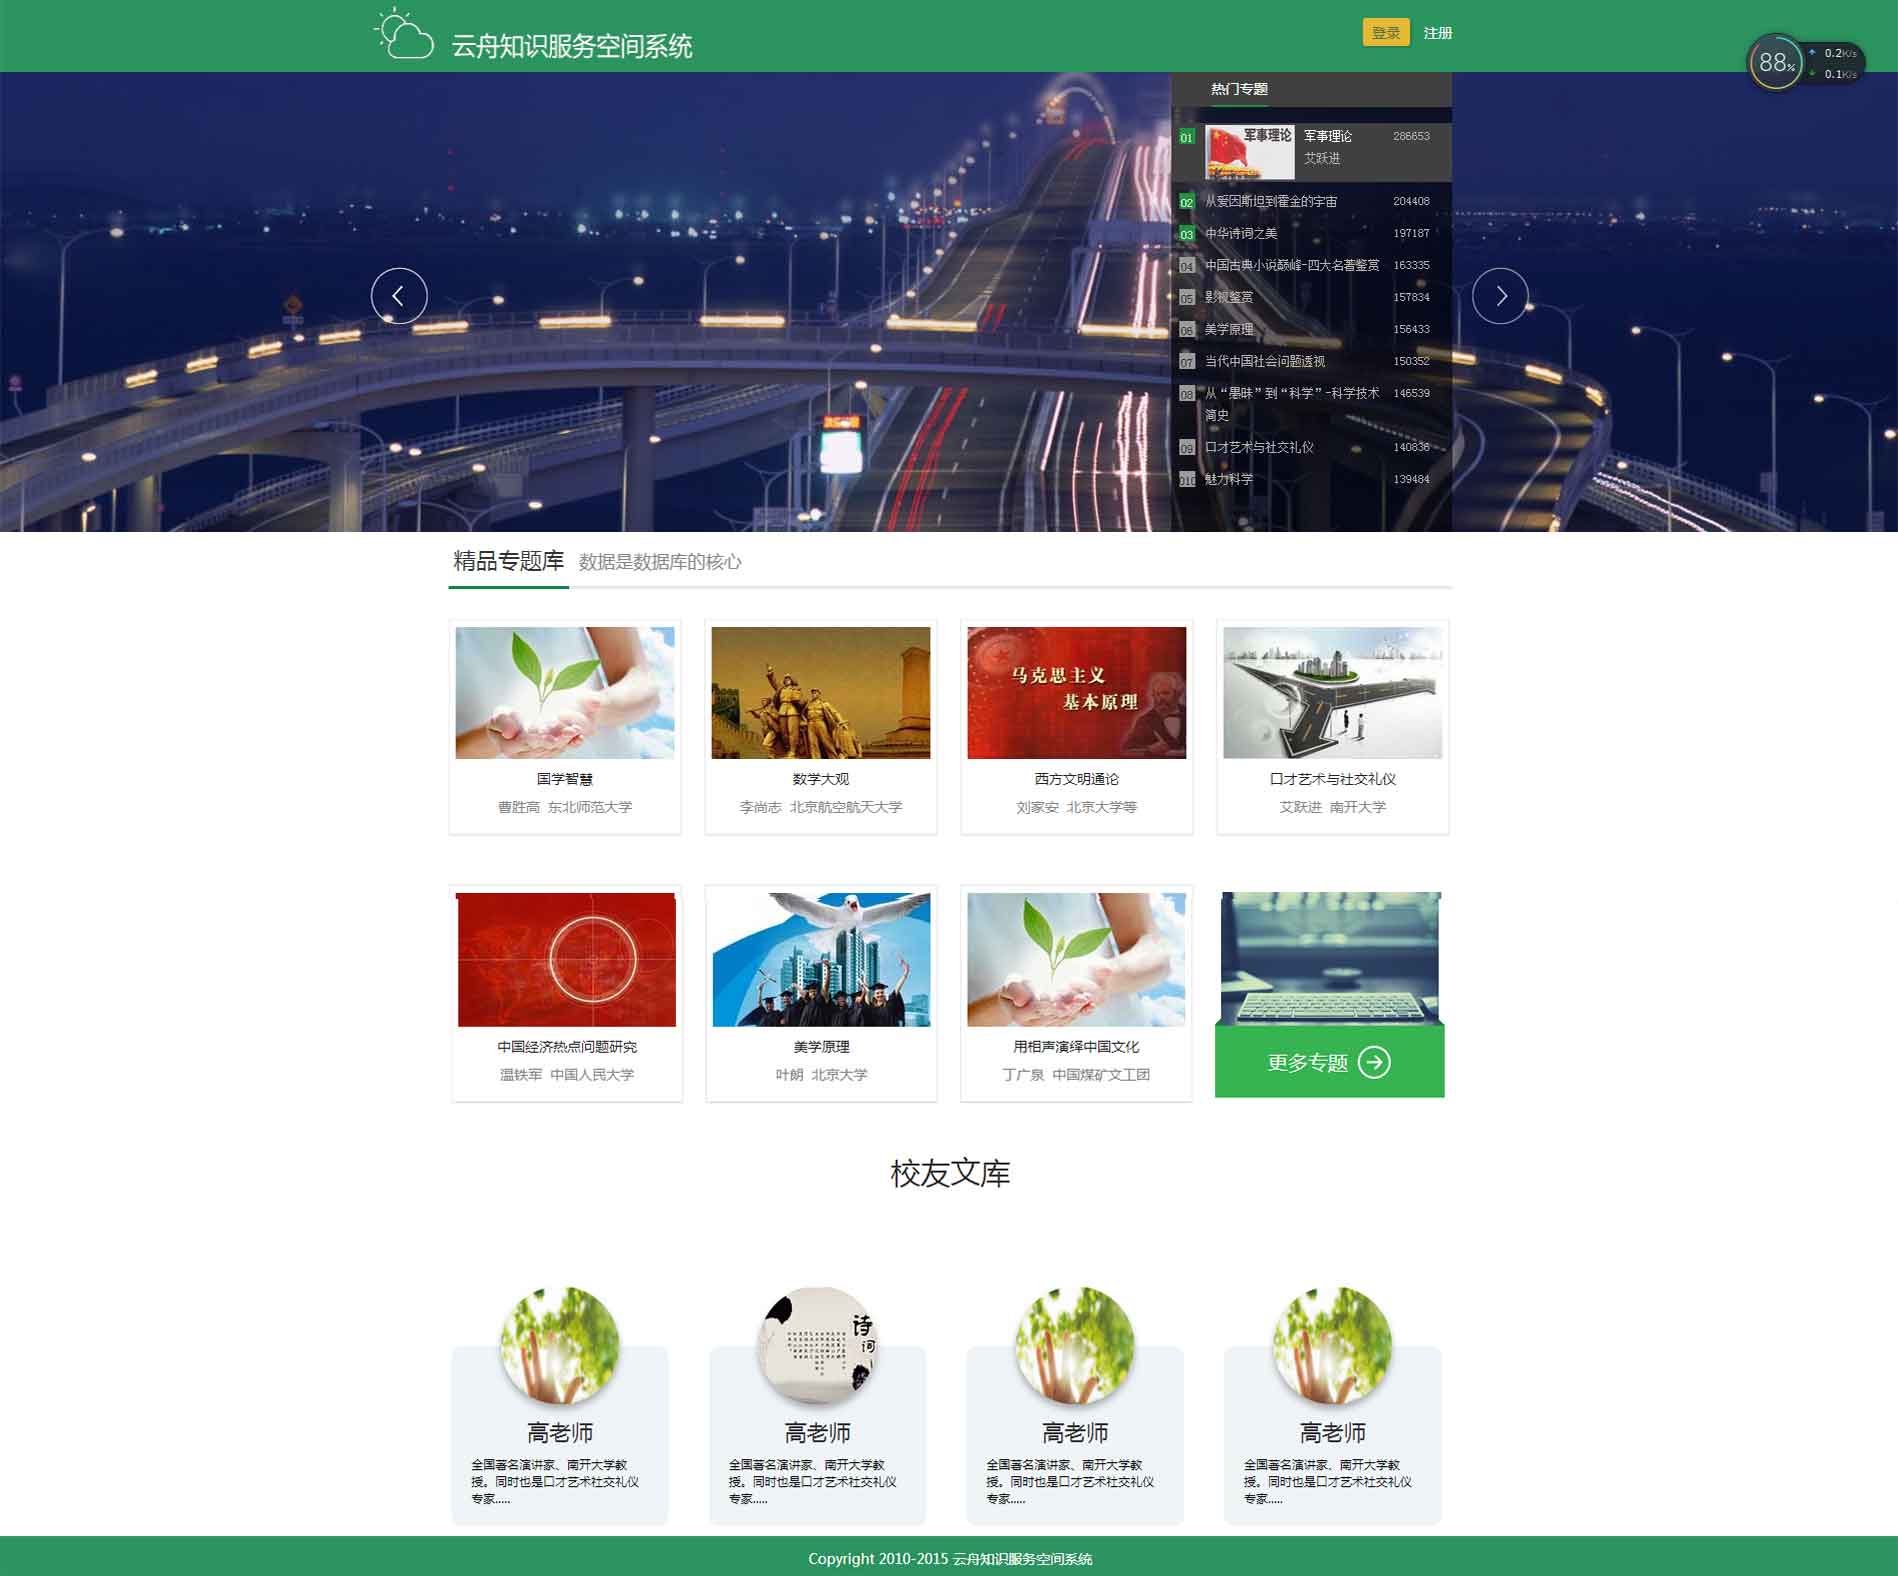 云舟知识服务空间系统
登录 注册
88%
0.2K/s
0.1K/s
热门专题
01 军事理论 军事理论 286653
艾跃进
02 从爱因斯坦到霍金的宇宙 204408
03 中华诗词之美 197187
04 中国古典小说巅峰-四大名著鉴赏 163335
05 影视鉴赏 157834
06 美学原理 156433
07 当代中国社会问题透视 150352
08 从“愚昧”到“科学”-科学技术 146539
简史
09 口才艺术与社交礼仪 140836
010 魅力科学 139484
精品专题库 数据是数据库的核心
马克思主义
基本原理
国学智慧
曹胜高 东北师范大学
数学大观
李尚志 北京航空航天大学
西方文明通论
刘家安 北京大学等
口才艺术与社交礼仪
艾跃进 南开大学
中国经济热点问题研究
温铁军 中国人民大学
美学原理
叶朗 北京大学
用相声演绎中国文化
丁广泉 中国煤矿文工团
更多专题
校友文库
诗
词
高老师
全国著名演讲家、南开大学教
授。同时也是口才艺术社交礼仪
专家.....
高老师
全国著名演讲家、南开大学教
授。同时也是口才艺术社交礼仪
专家.....
高老师
全国著名演讲家、南开大学教
授。同时也是口才艺术社交礼仪
专家.....
高老师
全国著名演讲家、南开大学教
授。同时也是口才艺术社交礼仪
专家.....
Copyright 2010-2015 云舟知识服务空间系统